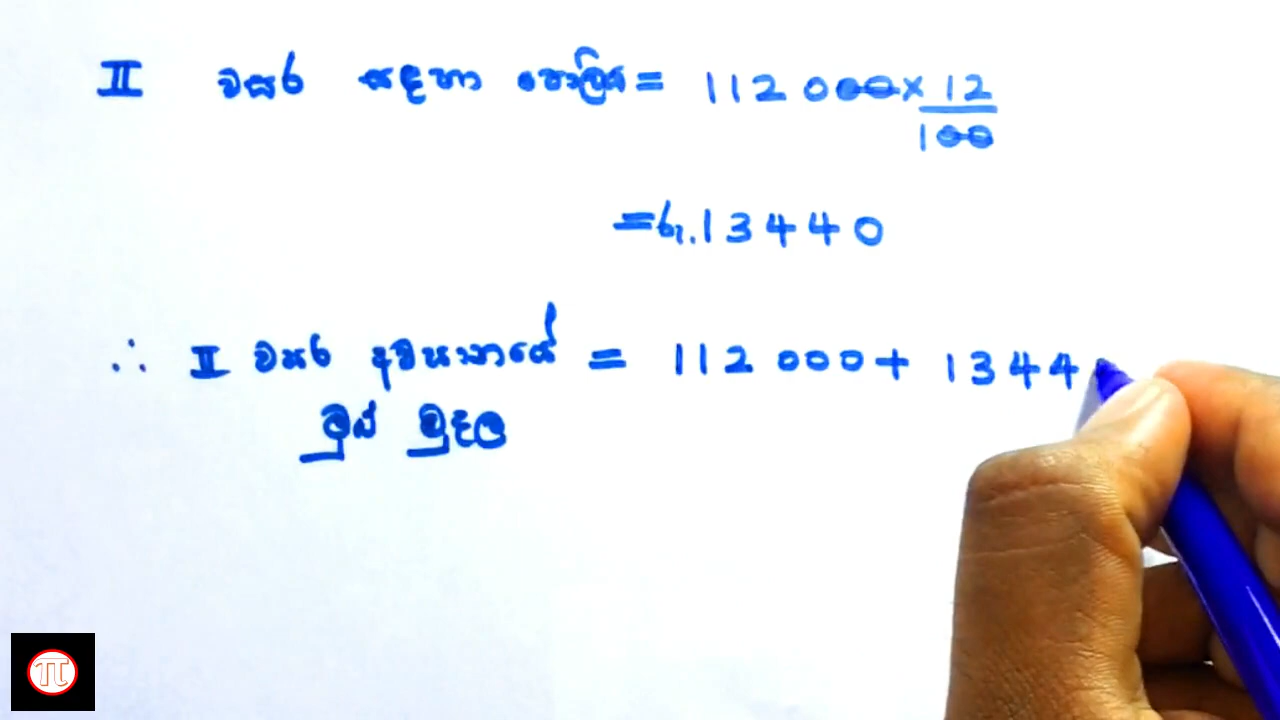 II වසර සඳහා පොලිය = 112 000 × 12
100
= රු. 13440
∴ II වසර අවසානයේ = 112 000 + 1344
මුළු මුදල
π